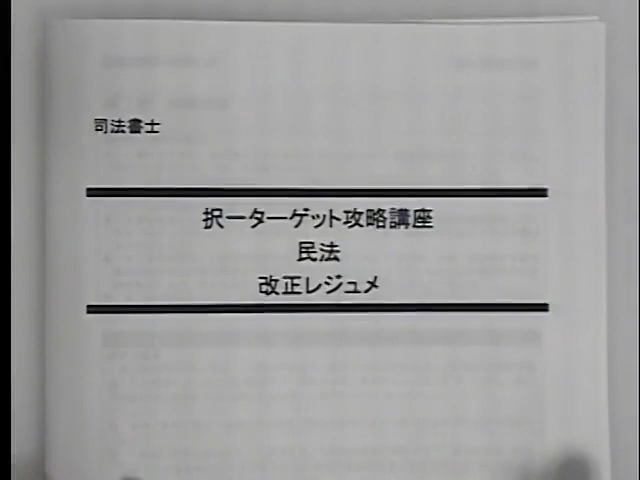 司法書士
択一ターゲット攻略講座
民法
改正レジュメ